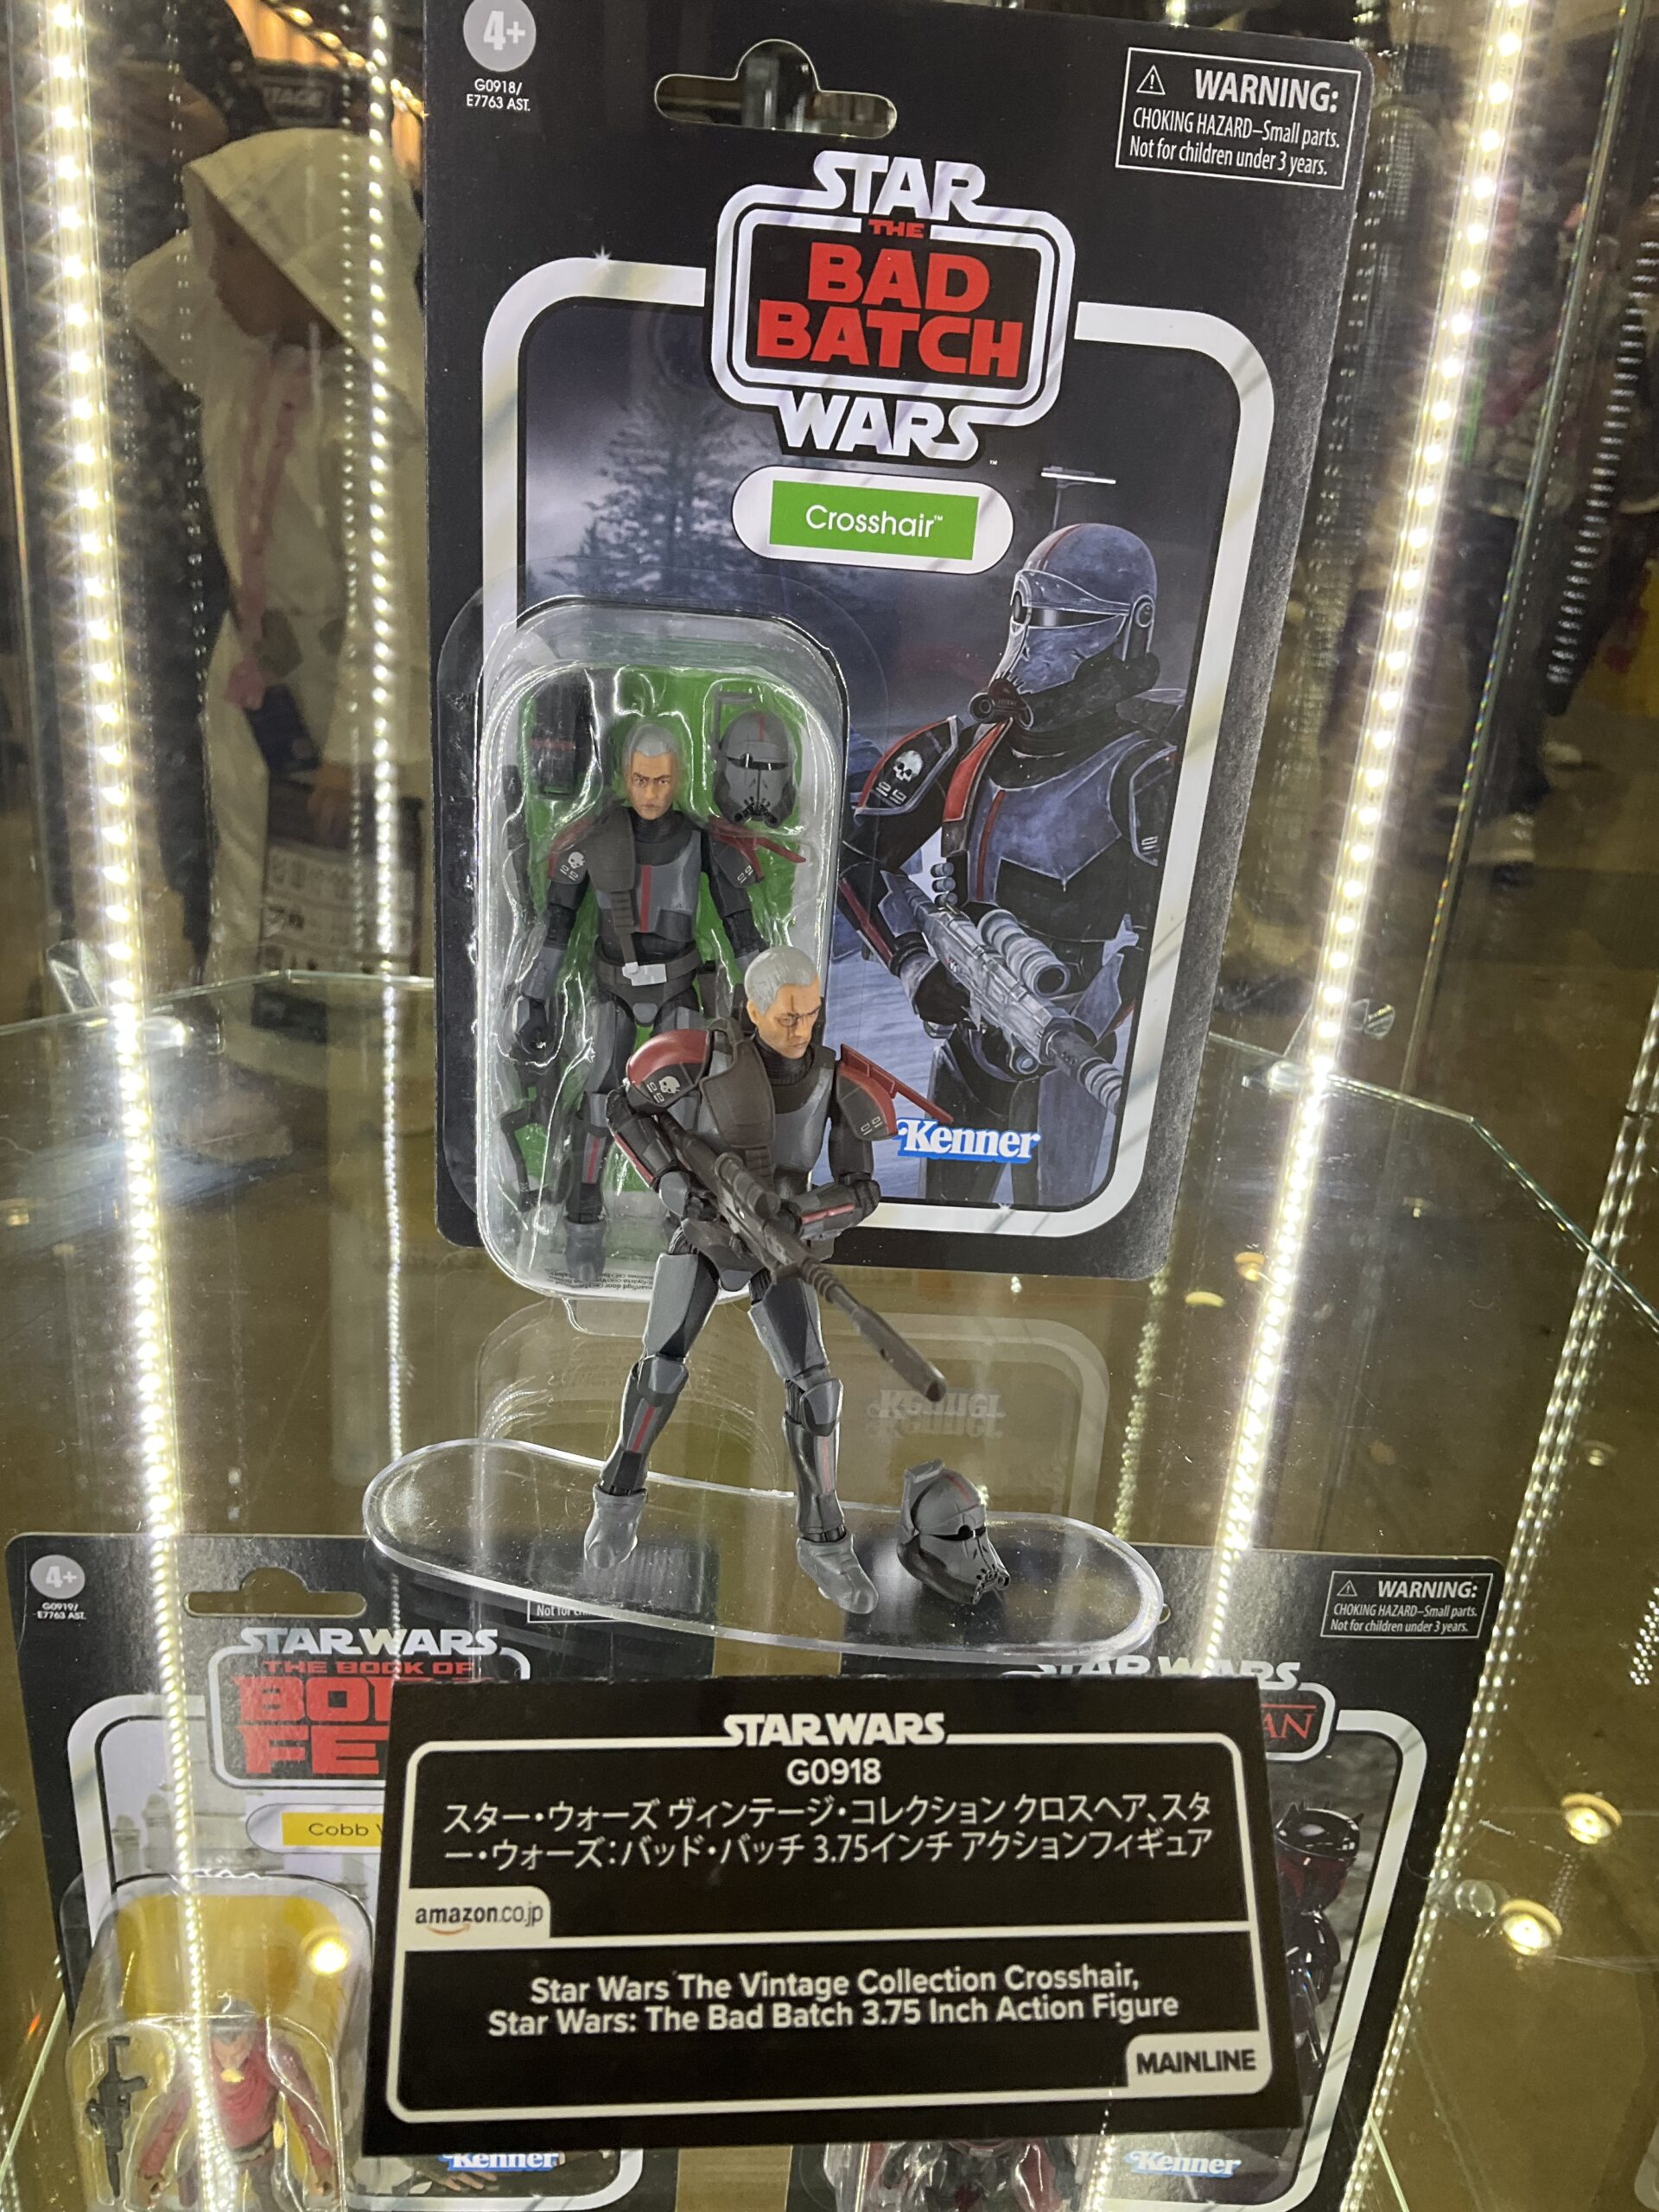 4+
G0918/
E7763 AST.
WARNING:
CHOKING HAZARD–Small parts.
Not for children under 3 years.
STAR
THE
BAD
BATCH
WARS™
Crosshair™
Kenner
4+
G0919/
E7763 AST.
STAR WARS
THE BOOK OF
Cobb
Not for
WARNING:
CHOKING HAZARD–Small parts.
Not for children under 3 years.
STAR WARS
STAR WARS
G0918
スター・ウォーズ ヴィンテージ・コレクション クロスヘア、スタ
ー・ウォーズ：バッド・バッチ 3.75インチ アクションフィギュア
amazon.co.jp
Star Wars The Vintage Collection Crosshair,
Star Wars: The Bad Batch 3.75 Inch Action Figure
MAINLINE
Kenner
Kenner